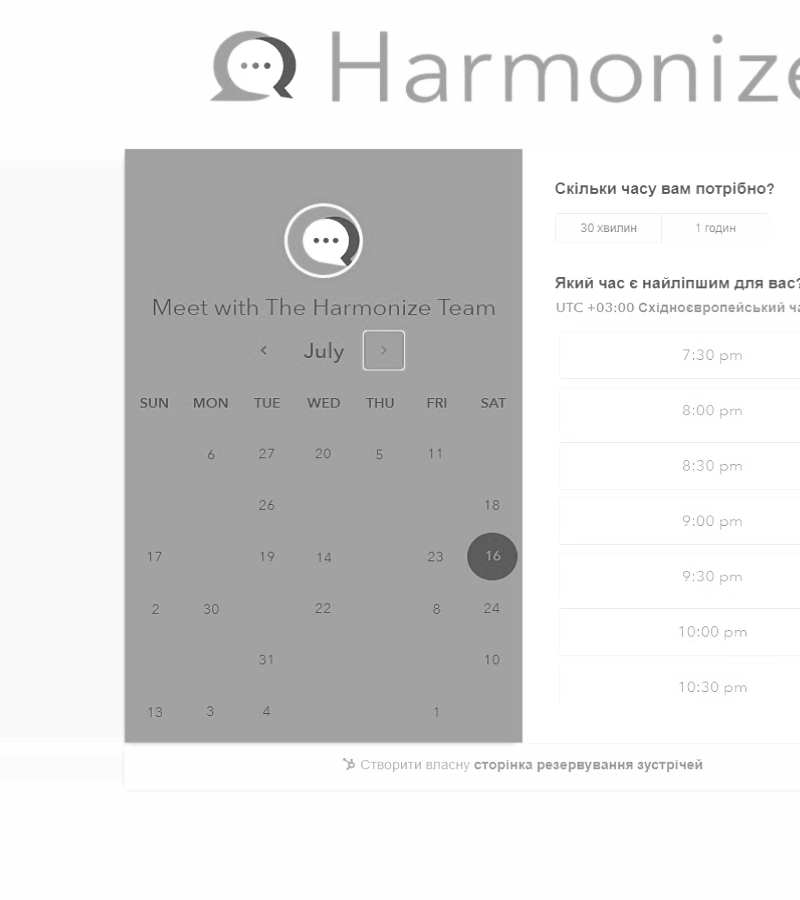 Harmonize
Meet with The Harmonize Team
July
SUN MON TUE WED THU FRI SAT
6 27 20 5 11
26 18
17 19 14 23 16
2 30 22 8 24
31 10
13 3 4 1
Скільки часу вам потрібно?
30 хвилин 1 годин
Який час є найліпшим для вас?
UTC +03:00 Східноєвропейський ча
7:30 pm
8:00 pm
8:30 pm
9:00 pm
9:30 pm
10:00 pm
10:30 pm
Створити власну сторінка резервування зустрічей